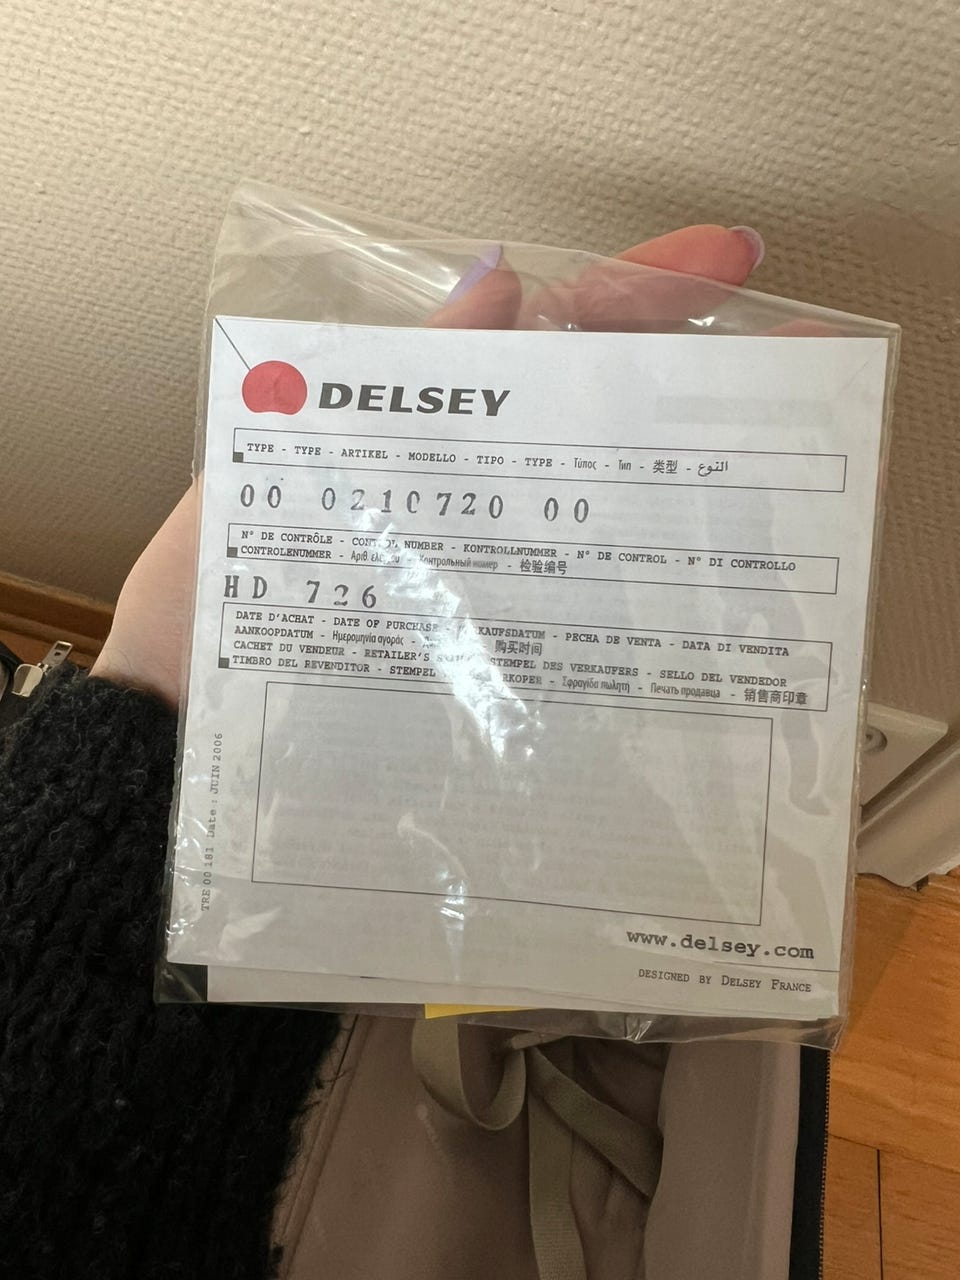 DELSEY
TYPE - TYPE - ARTIKEL - MODELLO - TIPO - TYPE - Τύπος - Тип - 类型 - النوع
00 0210720 00
N° DE CONTRÔLE - CONTROL NUMBER - KONTROLLNUMMER - N° DE CONTROL - N° DI CONTROLLO
CONTROLENUMMER - Αριθ. ελέγχου - Контрольный номер - 检验编号
HD 726
DATE D'ACHAT - DATE OF PURCHASE - KAUFSDATUM - PECHA DE VENTA - DATA DI VENDITA
AANKOOPDATUM - Ημερομηνία αγοράς - 购买时间
CACHET DU VENDEUR - RETAILER'S STEMPEL DES VERKAUFERS - SELLO DEL VENDEDOR
TIMBRO DEL REVENDITOR - STEMPEL - Σφραγίδα πωλητή - Печать продавца - 销售商印章
TRE 00 181 Date : JUIN 2006
www.delsey.com
DESIGNED BY DELSEY FRANCE